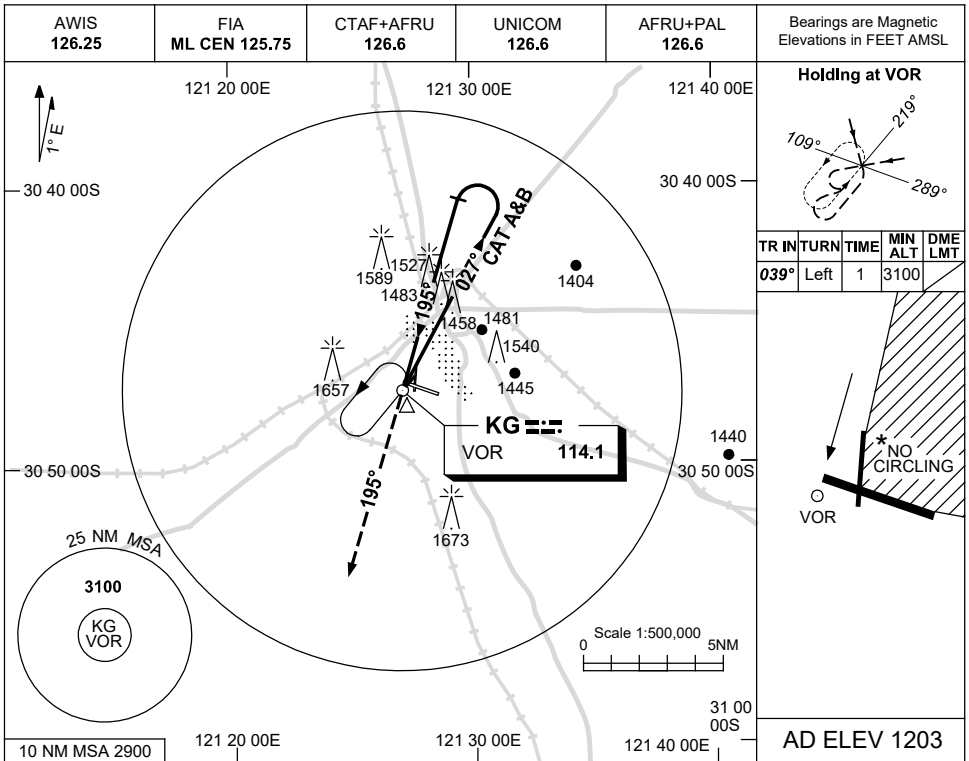 AWIS
126.25
FIA
ML CEN 125.75
CTAF+AFRU
126.6
UNICOM
126.6
AFRU+PAL
126.6
Bearings are Magnetic
Elevations in FEET AMSL
121 20 00E
121 30 00E
121 40 00E
1° E
30 40 00S
30 40 00S
CAT A&B
027°
195°
1589
1527
1483
1458
1481
1404
1540
1445
1657
1440
KG
VOR 114.1
30 50 00S
30 50 00S
195°
1673
25 NM MSA
3100
KG
VOR
Scale 1:500,000
0 5NM
31 00
00S
10 NM MSA 2900
121 20 00E
121 30 00E
121 40 00E
Holding at VOR
219°
109°
289°
TR IN TURN TIME MIN ALT DME LMT
039° Left 1 3100
*NO
CIRCLING
VOR
AD ELEV 1203